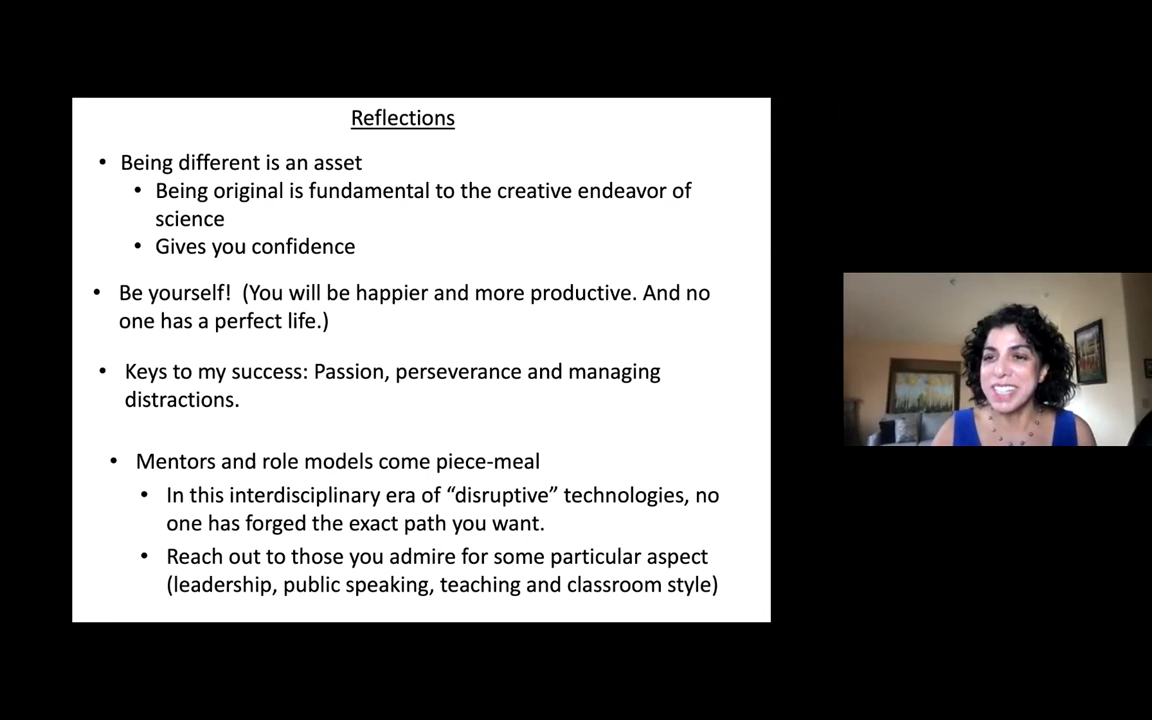 Reflections
• Being different is an asset
• Being original is fundamental to the creative endeavor of
science
• Gives you confidence
• Be yourself!  (You will be happier and more productive. And no
one has a perfect life.)
• Keys to my success: Passion, perseverance and managing
distractions.
• Mentors and role models come piece-meal
• In this interdisciplinary era of “disruptive” technologies, no
one has forged the exact path you want.
• Reach out to those you admire for some particular aspect
(leadership, public speaking, teaching and classroom style)